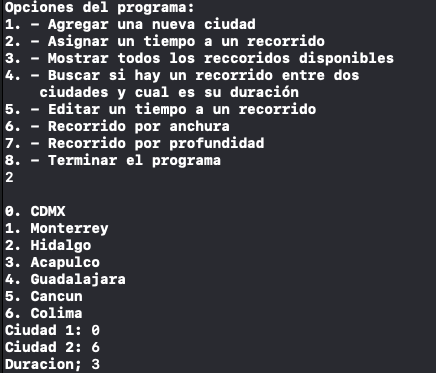 Opciones del programa:
1. - Agregar una nueva ciudad
2. - Asignar un tiempo a un recorrido
3. - Mostrar todos los reccoridos disponibles
4. - Buscar si hay un recorrido entre dos
ciudades y cual es su duración
5. - Editar un tiempo a un recorrido
6. - Recorrido por anchura
7. - Recorrido por profundidad
8. - Terminar el programa
2
0. CDMX
1. Monterrey
2. Hidalgo
3. Acapulco
4. Guadalajara
5. Cancun
6. Colima
Ciudad 1: 0
Ciudad 2: 6
Duracion; 3